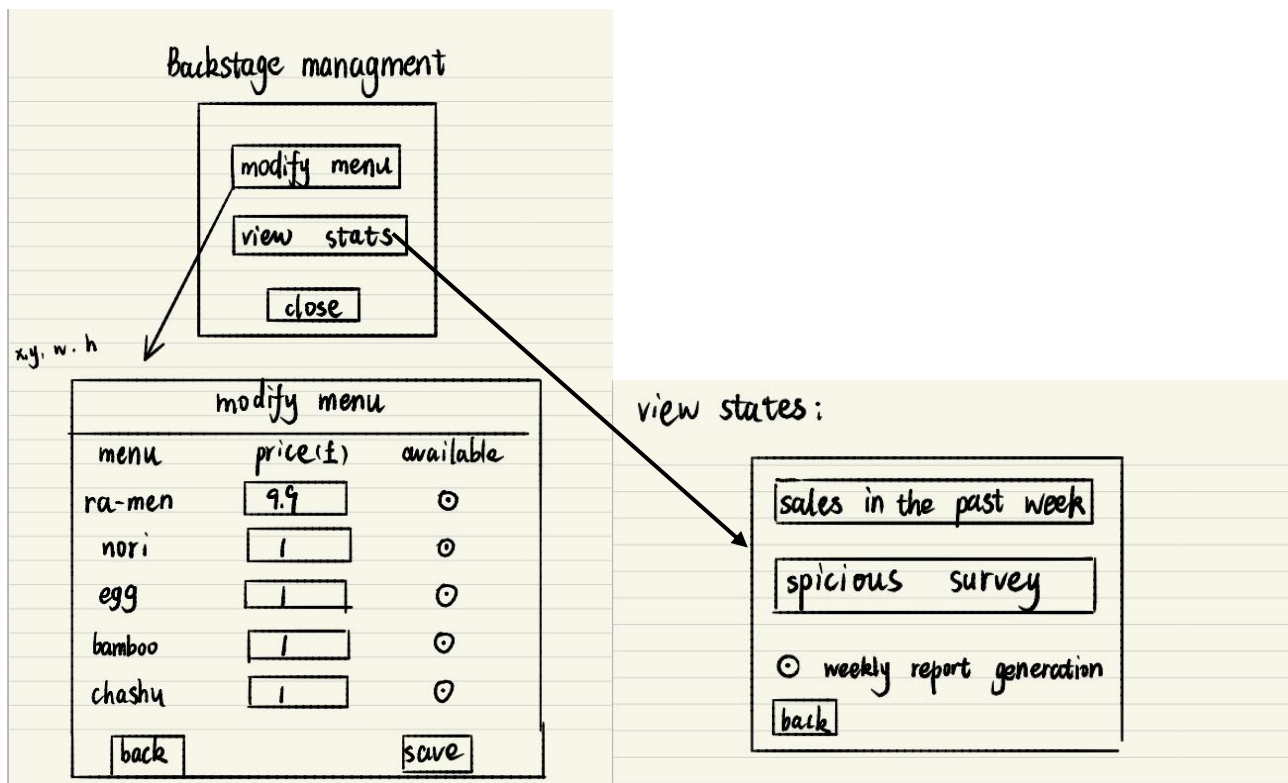 Backstage managment
modify menu
view stats
close
x,y, w. h
modify menu
menu price(£) available
ra-men 9.9
nori 1
egg 1
bamboo 1
chashu 1
back save
view states:
sales in the past week
spicious survey
weekly report generation
back